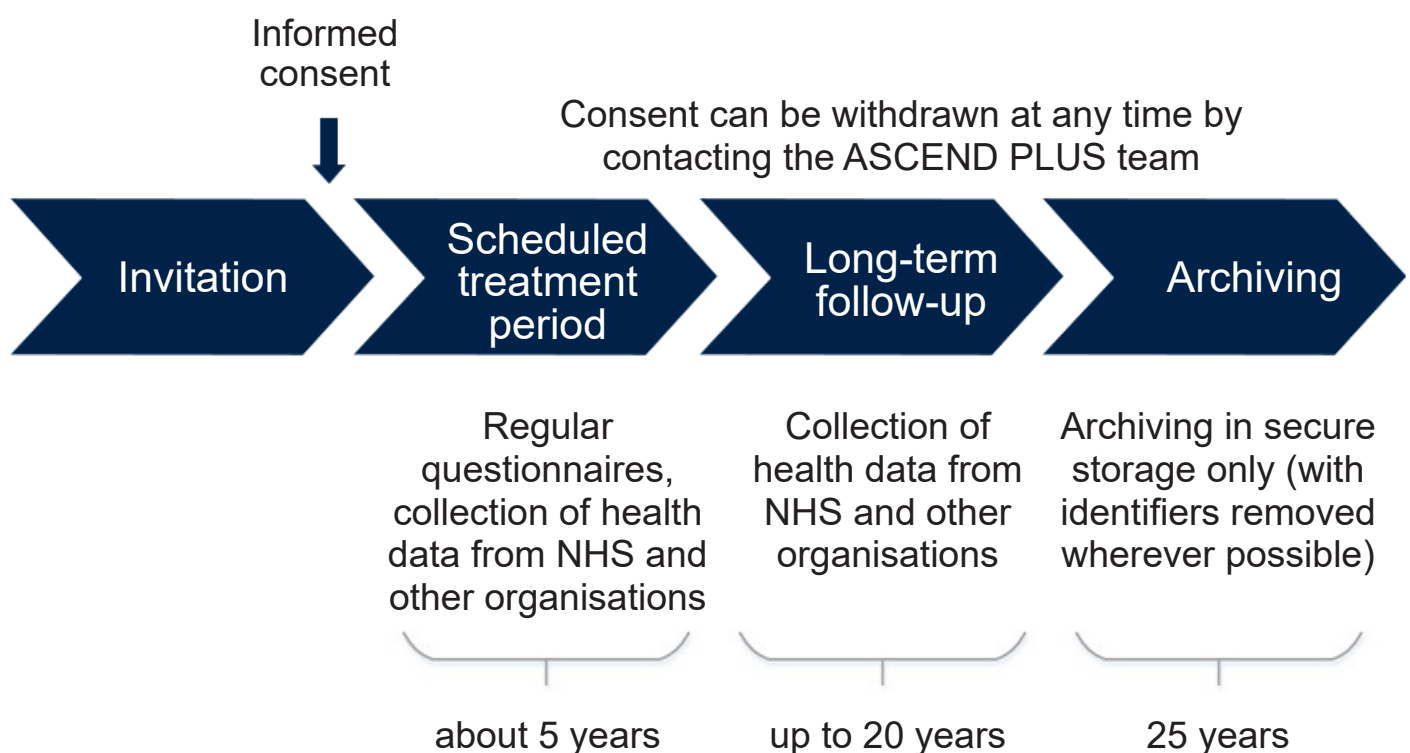 Informed
consent
Consent can be withdrawn at any time by
contacting the ASCEND PLUS team
Invitation
Scheduled
treatment
period
Long-term
follow-up
Archiving
Regular
questionnaires,
collection of health
data from NHS and
other organisations
Collection of
health data from
NHS and other
organisations
Archiving in secure
storage only (with
identifiers removed
wherever possible)
about 5 years
up to 20 years
25 years